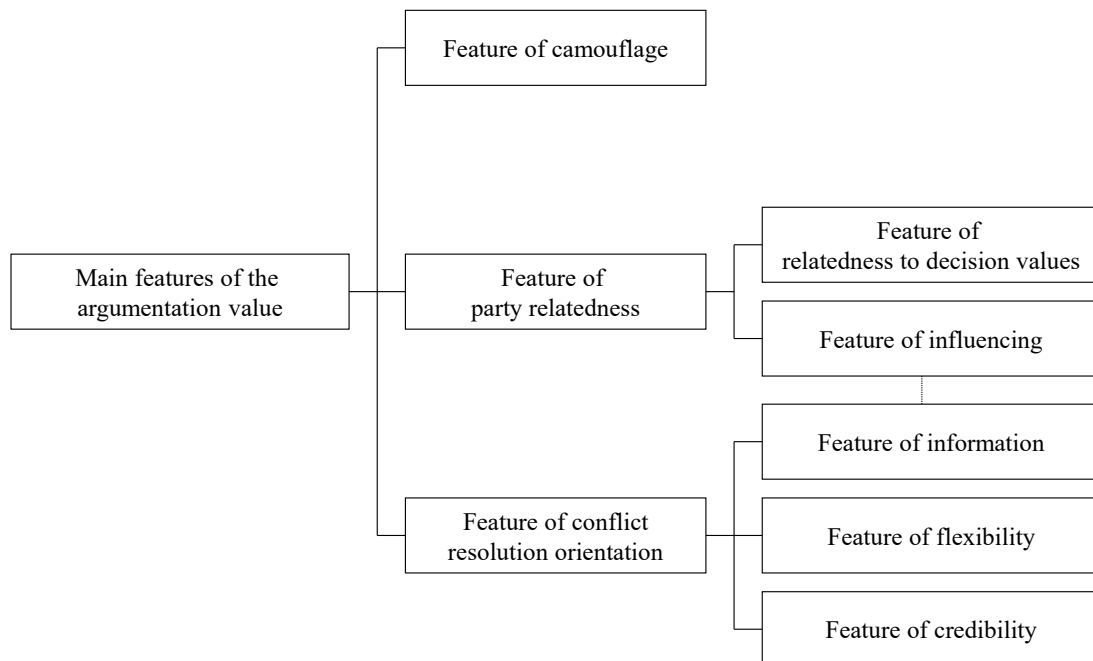 Feature of camouflage
Main features of the
argumentation value
Feature of
party relatedness
Feature of
relatedness to decision values
Feature of influencing
Feature of conflict
resolution orientation
Feature of information
Feature of flexibility
Feature of credibility